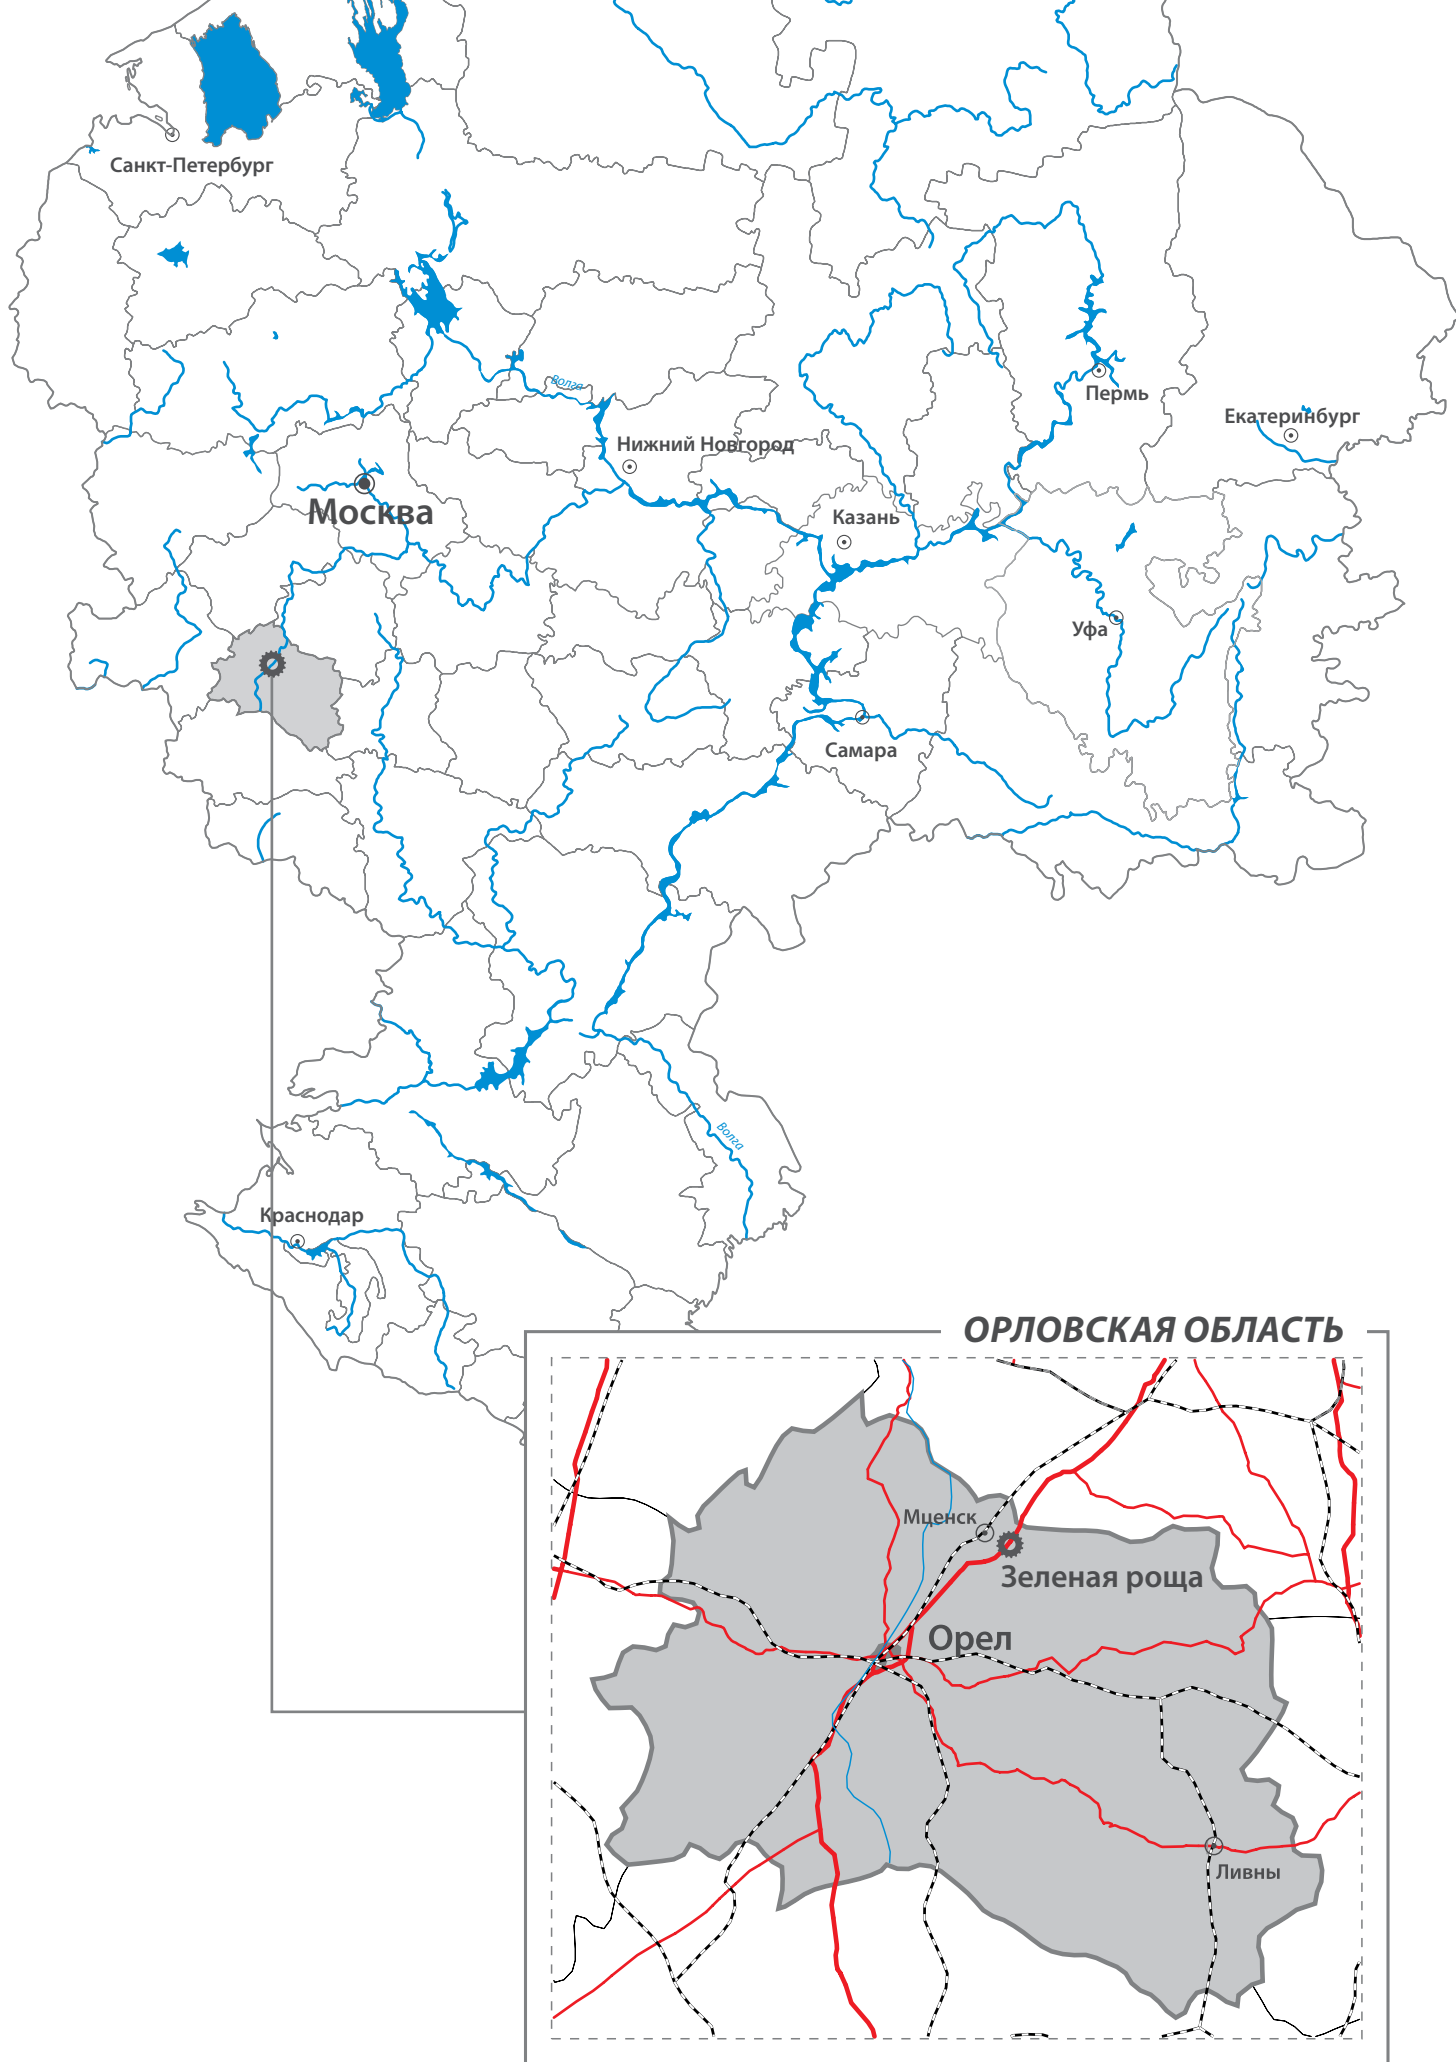 Санкт-Петербург
Волга
Пермь
Екатеринбург
Нижний Новгород
Москва
Казань
Уфа
Самара
Волга
Краснодар
ОРЛОВСКАЯ ОБЛАСТЬ
Мценск
Зеленая роща
Орел
Ливны